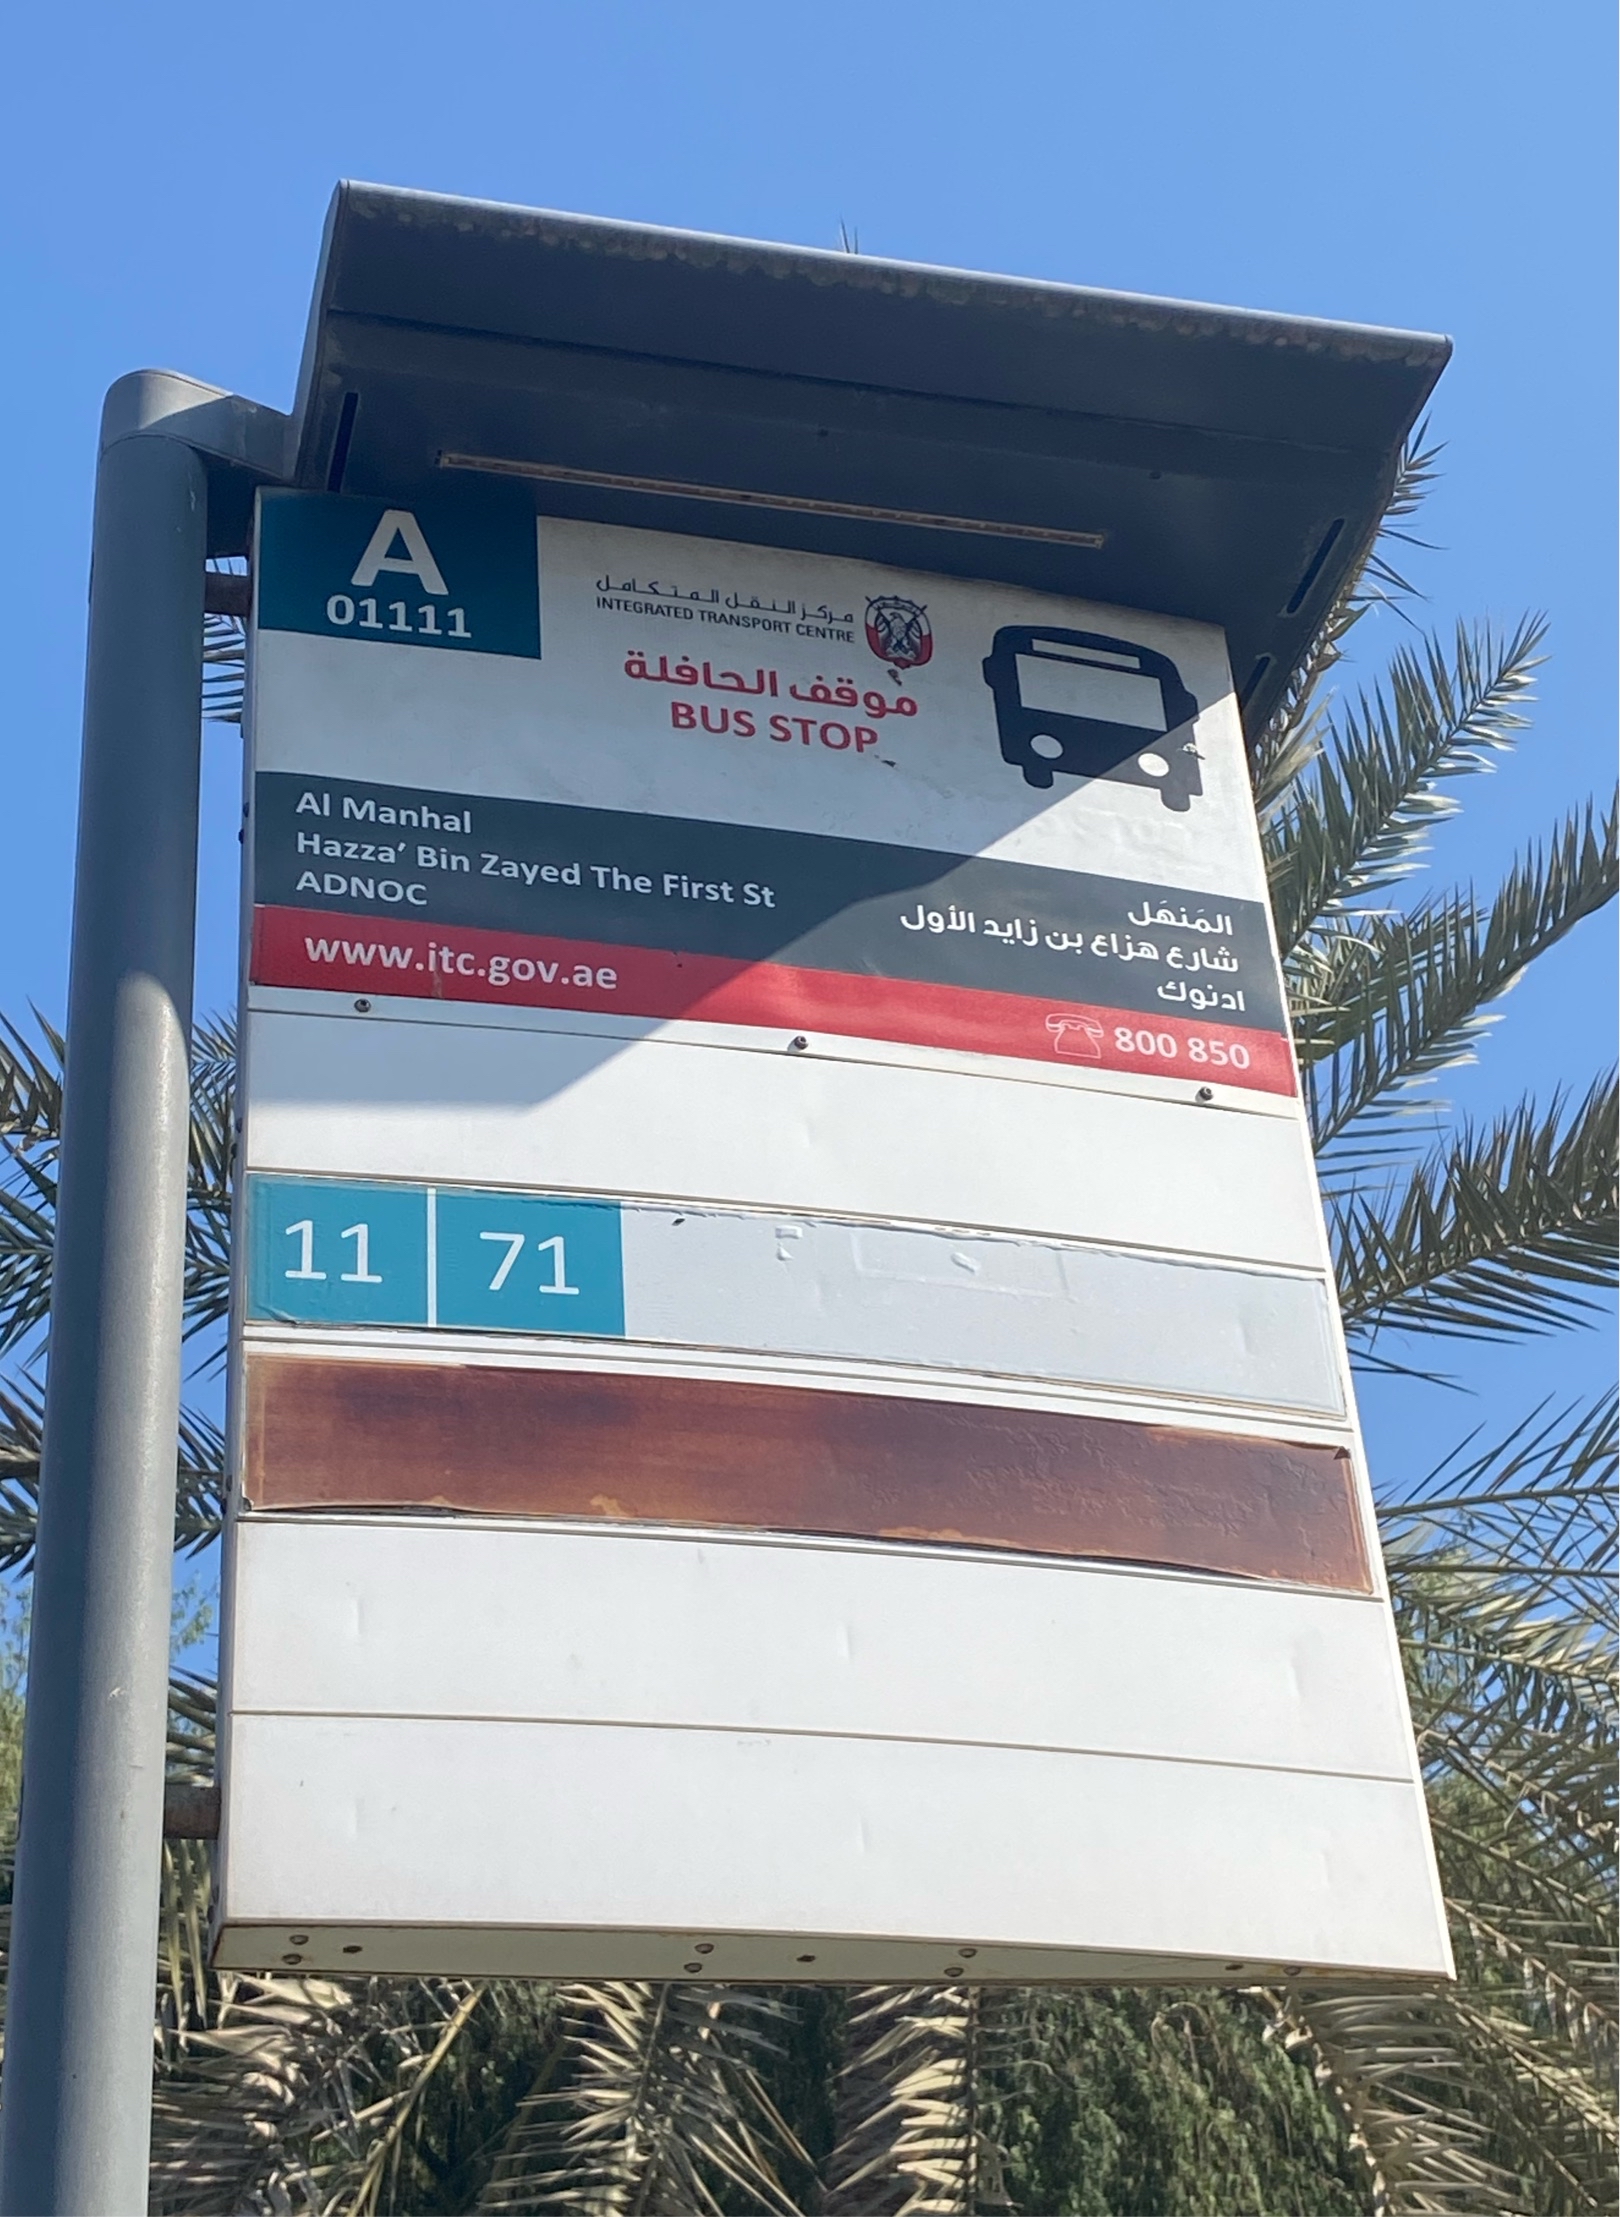 A
01111
مركز النقل المتكامل
INTEGRATED TRANSPORT CENTRE
موقف الحافلة
BUS STOP
Al Manhal
Hazza’ Bin Zayed The First St
ADNOC
المَنهَل
شارع هزاع بن زايد الأول
ادنوك
www.itc.gov.ae
800 850
11 71